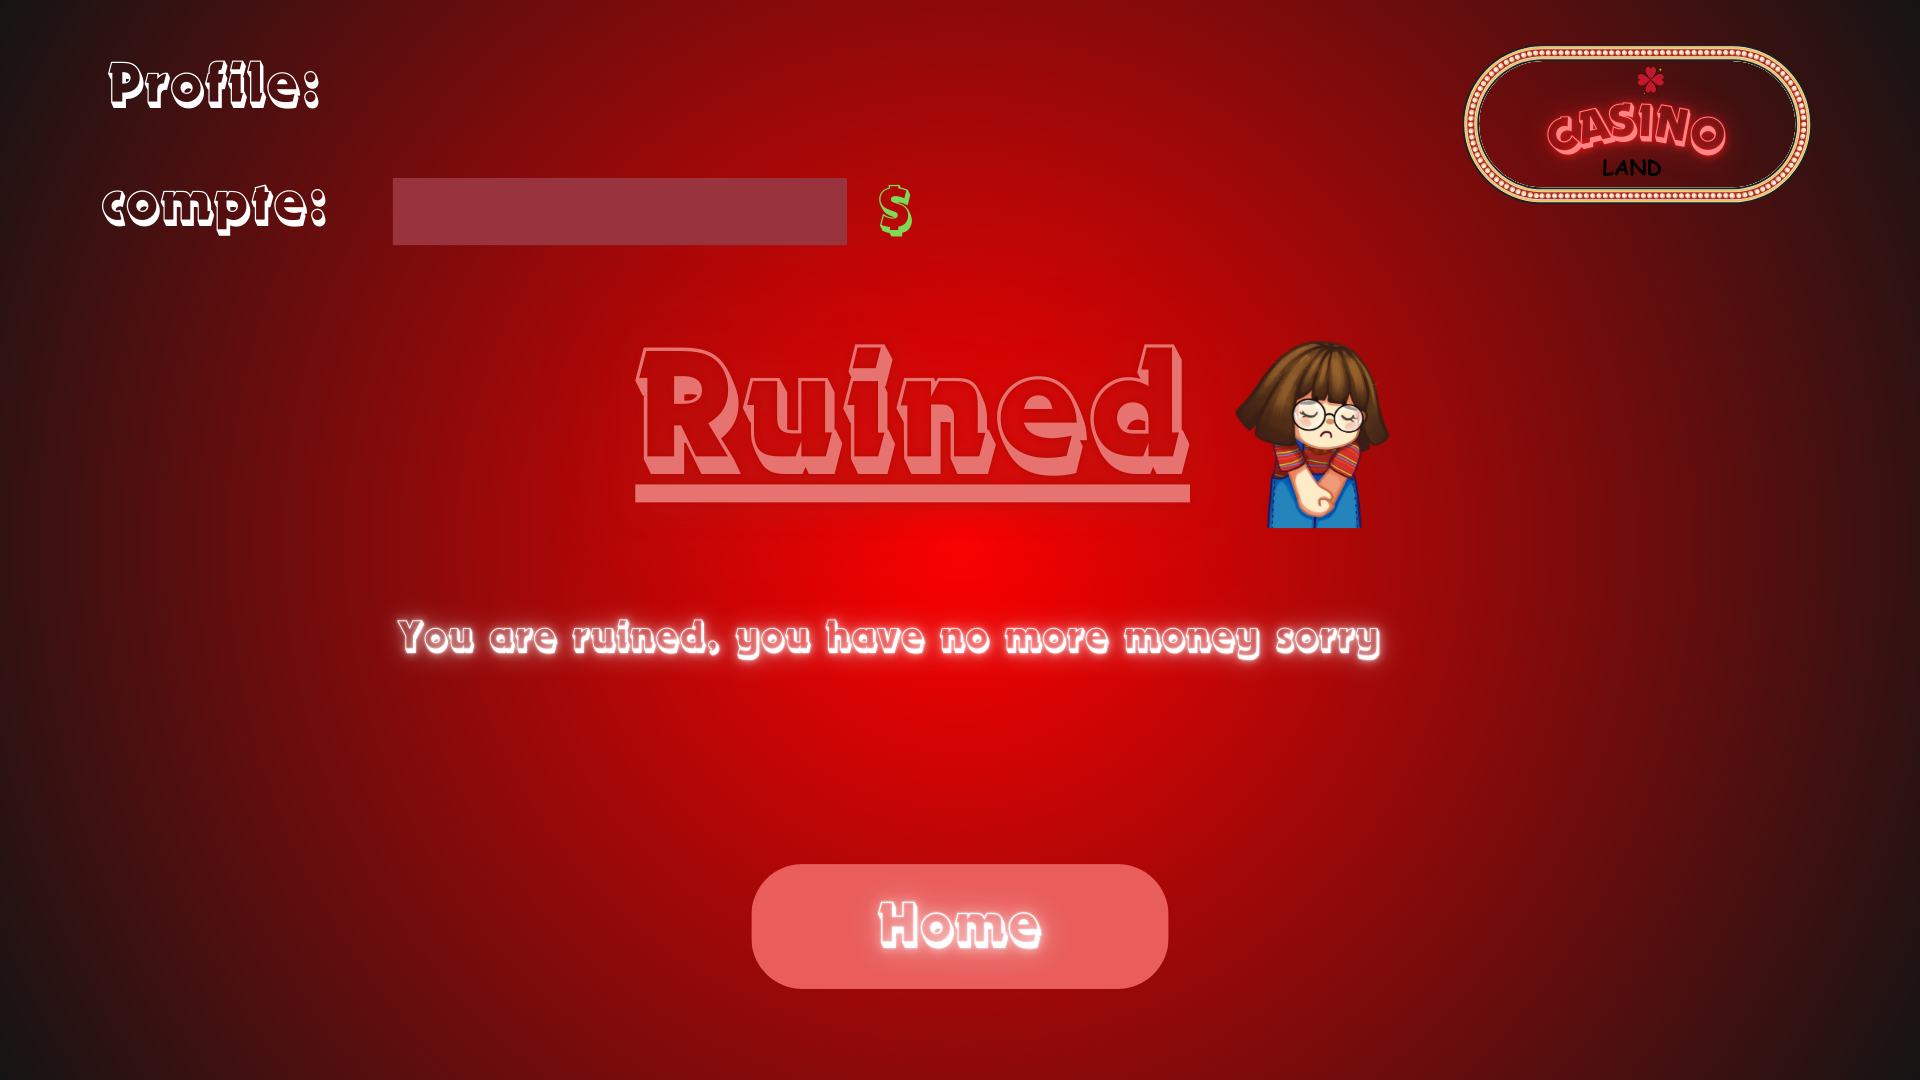 Profile:
CASINO
LAND
compte:
$
Ruined
You are ruined, you have no more money sorry
Home